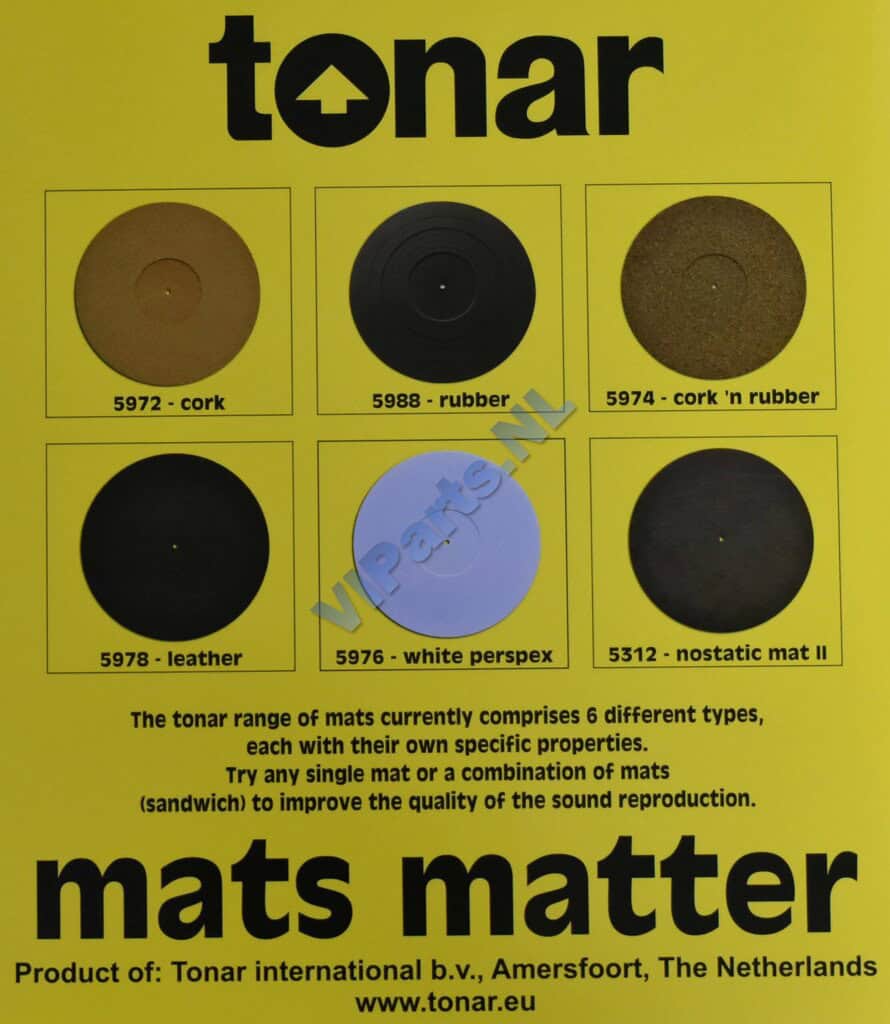 tonar
5972 - cork
5988 - rubber
5974 - cork 'n rubber
VIParts.NL
5978 - leather
5976 - white perspex
5312 - nostatic mat II
The tonar range of mats currently comprises 6 different types,
each with their own specific properties.
Try any single mat or a combination of mats
(sandwich) to improve the quality of the sound reproduction.
mats matter
Product of: Tonar international b.v., Amersfoort, The Netherlands
www.tonar.eu